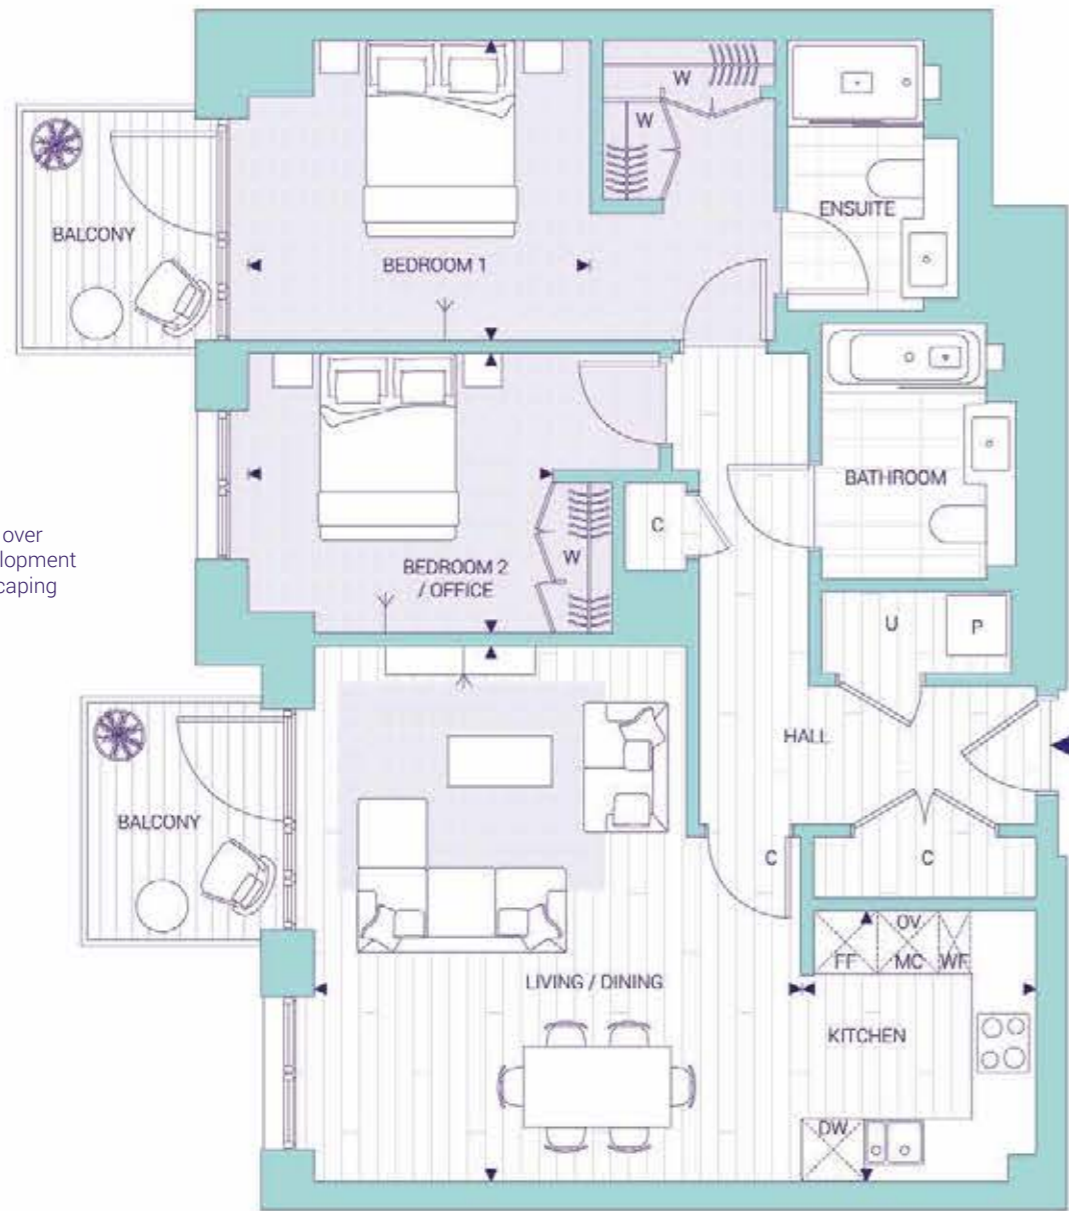 W
W
ENSUITE
BALCONY
BEDROOM 1
BATHROOM
over
lopment
caping
C
W
BEDROOM 2
/ OFFICE
U
P
HALL
BALCONY
C
C
OV
FF
MC
WF
LIVING / DINING
KITCHEN
DW